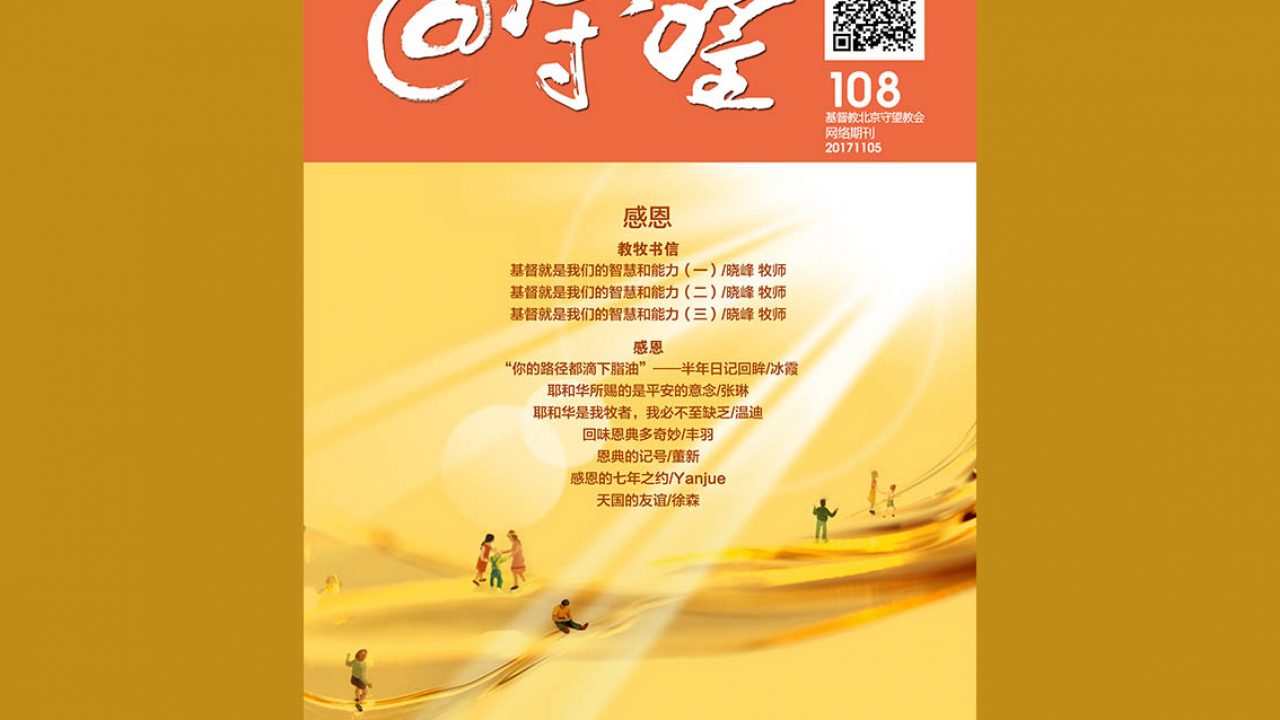 @守望
108
基督教北京守望教会
网络期刊
20171105
感恩
教牧书信
基督就是我们的智慧和能力（一）/晓峰 牧师
基督就是我们的智慧和能力（二）/晓峰 牧师
基督就是我们的智慧和能力（三）/晓峰 牧师
感恩
“你的路径都滴下脂油”——半年日记回眸/冰霞
耶和华所赐的是平安的意念/张琳
耶和华是我牧者，我必不至缺乏/温迪
回味恩典多奇妙/丰羽
恩典的记号/董新
感恩的七年之约/Yanjue
天国的友谊/徐森